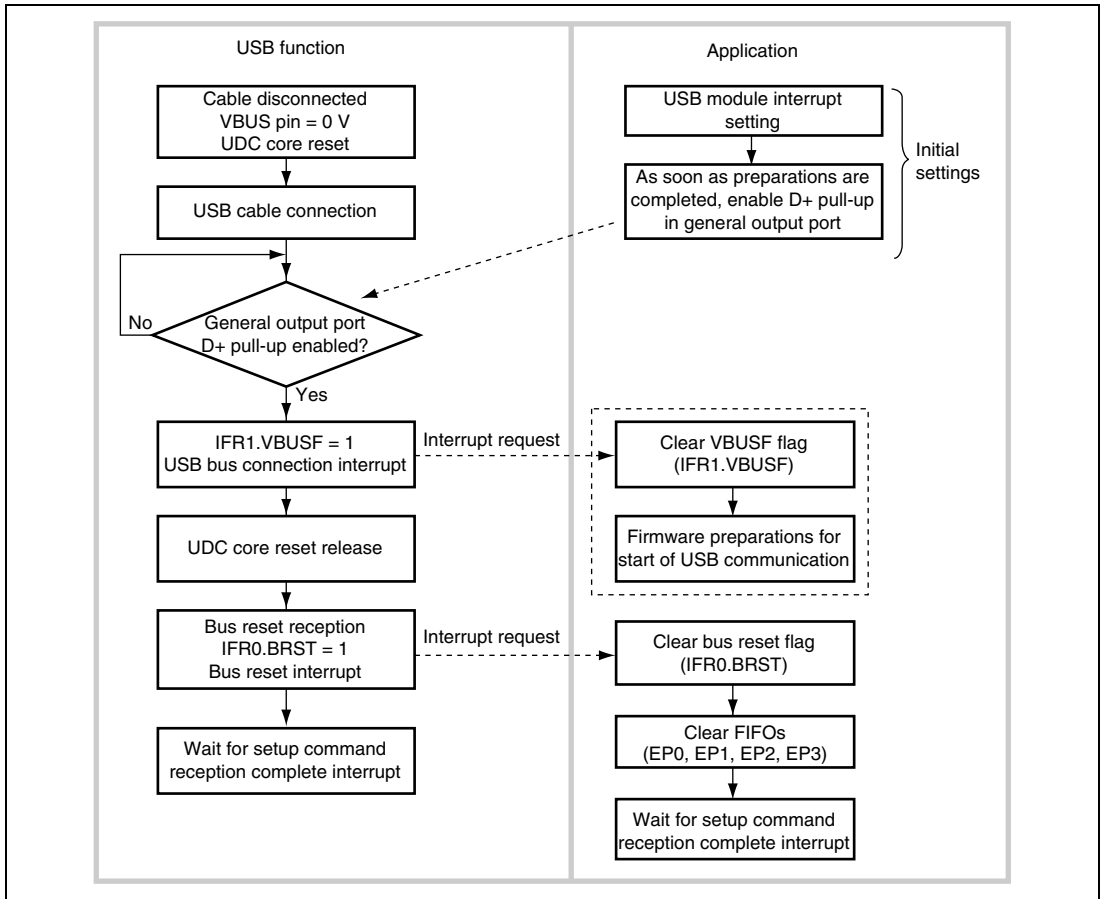 USB function
Cable disconnected
VBUS pin = 0 V
UDC core reset
USB cable connection
No
General output port
D+ pull-up enabled?
Yes
IFR1.VBUSF = 1
USB bus connection interrupt
Interrupt request
UDC core reset release
Bus reset reception
IFR0.BRST = 1
Bus reset interrupt
Interrupt request
Wait for setup command
reception complete interrupt
Application
USB module interrupt
setting
As soon as preparations are
completed, enable D+ pull-up
in general output port
Initial
settings
Clear VBUSF flag
(IFR1.VBUSF)
Firmware preparations for
start of USB communication
Clear bus reset flag
(IFR0.BRST)
Clear FIFOs
(EP0, EP1, EP2, EP3)
Wait for setup command
reception complete interrupt